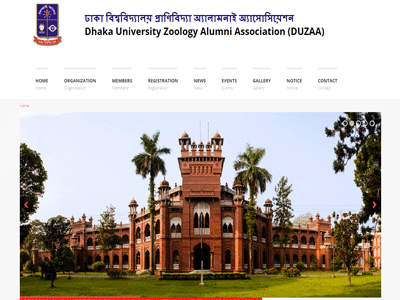 ঢাকা বিশ্ববিদ্যালয় প্রাণিবিদ্যা অ্যালামনাই অ্যাসোসিয়েশন
Dhaka University Zoology Alumni Association (DUZAA)
HOME ORGANIZATION MEMBERS REGISTRATION NEWS EVENTS GALLERY NOTICE CONTACT
Home Organization Members Registration News Events Gallery Notice Contact
Home